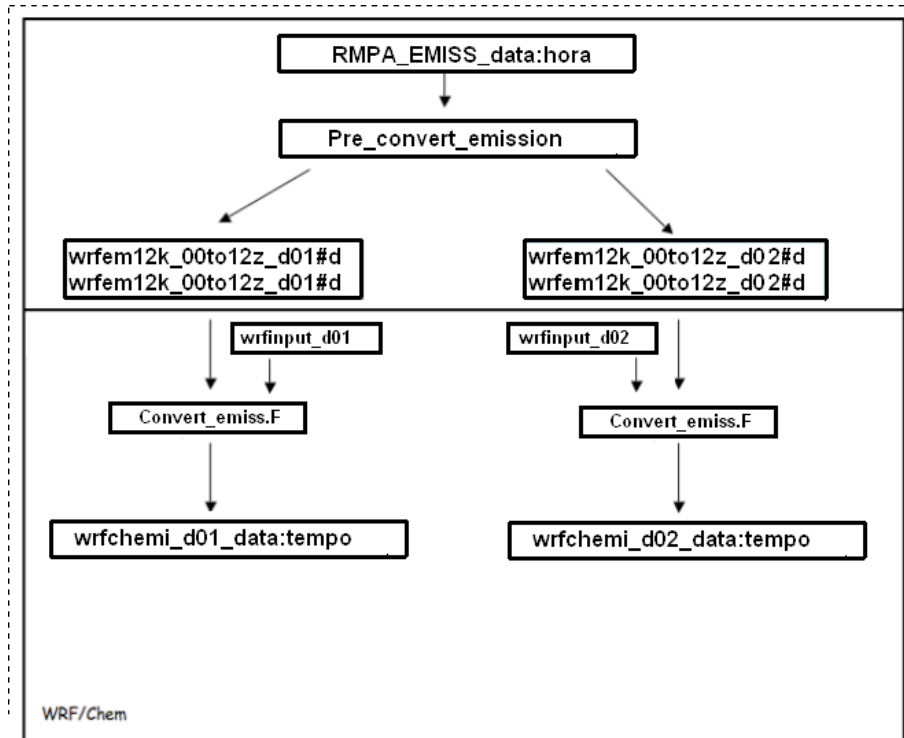 RMPA_EMISS_data:hora
Pre_convert_emission
wrfem12k_00to12z_d01#d
wrfem12k_00to12z_d01#d
wrfem12k_00to12z_d02#d
wrfem12k_00to12z_d02#d
wrfinput_d01
wrfinput_d02
Convert_emiss.F
Convert_emiss.F
wrfchemi_d01_data:tempo
wrfchemi_d02_data:tempo
WRF/Chem